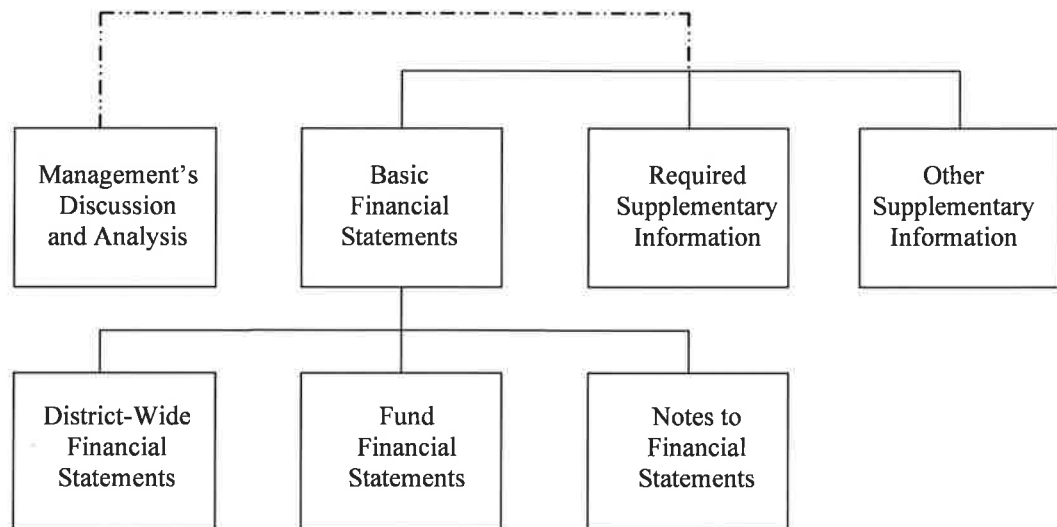 Management’s
Discussion
and Analysis
Basic
Financial
Statements
Required
Supplementary
Information
Other
Supplementary
Information
District-Wide
Financial
Statements
Fund
Financial
Statements
Notes to
Financial
Statements